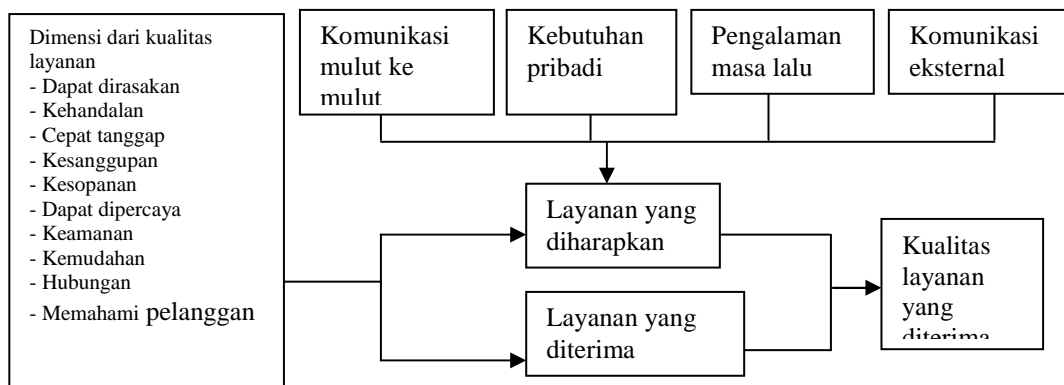 Dimensi dari kualitas
layanan
- Dapat dirasakan
- Kehandalan
- Cepat tanggap
- Kesanggupan
- Kesopanan
- Dapat dipercaya
- Keamanan
- Kemudahan
- Hubungan
- Memahami pelanggan
Komunikasi
mulut ke
mulut
Kebutuhan
pribadi
Pengalaman
masa lalu
Komunikasi
eksternal
Layanan yang
diharapkan
Layanan yang
diterima
Kualitas
layanan
yang
diterima